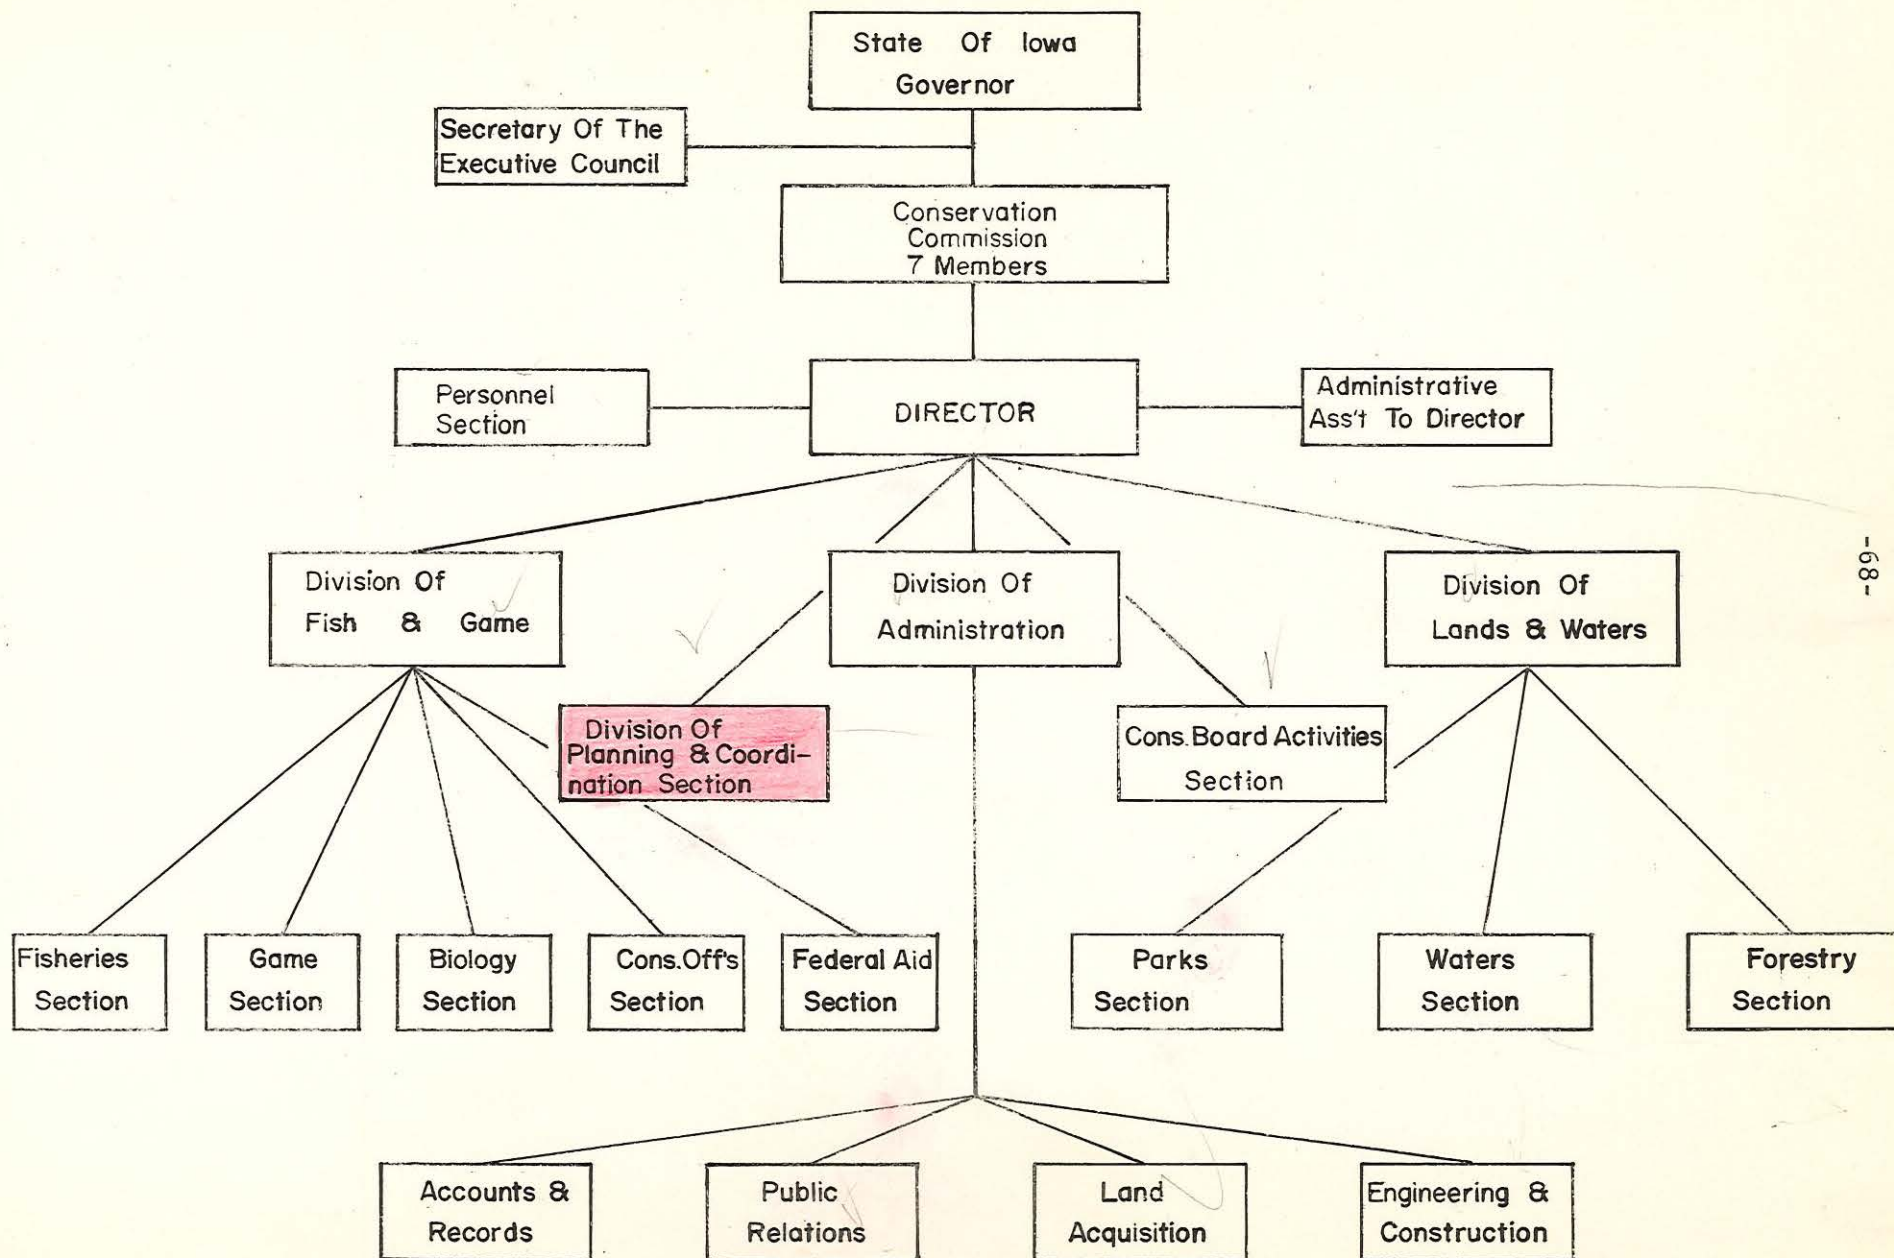 State Of Iowa
Governor
Secretary Of The
Executive Council
Conservation
Commission
7 Members
Personnel
Section
DIRECTOR
Administrative
Ass't To Director
Division Of
Fish & Game
Division Of
Administration
Division Of
Lands & Waters
-68-
Division Of
Planning & Coordi-
nation Section
Cons. Board Activities
Section
Fisheries
Section
Game
Section
Biology
Section
Cons. Off's
Section
Federal Aid
Section
Parks
Section
Waters
Section
Forestry
Section
Accounts &
Records
Public
Relations
Land
Acquisition
Engineering &
Construction